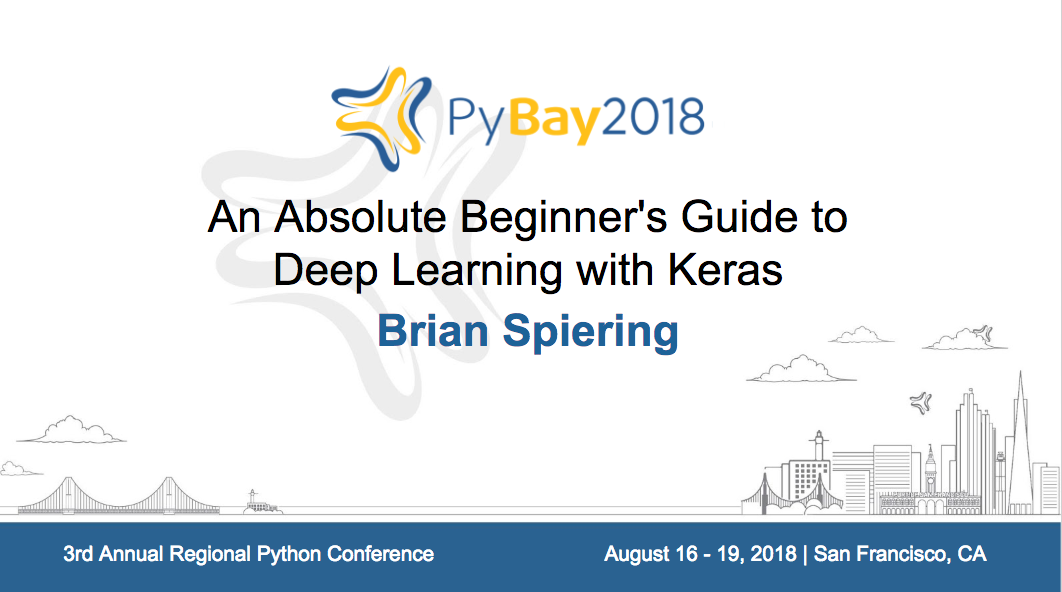 PyBay2018
An Absolute Beginner's Guide to
Deep Learning with Keras
Brian Spiering
3rd Annual Regional Python Conference
August 16 - 19, 2018 | San Francisco, CA